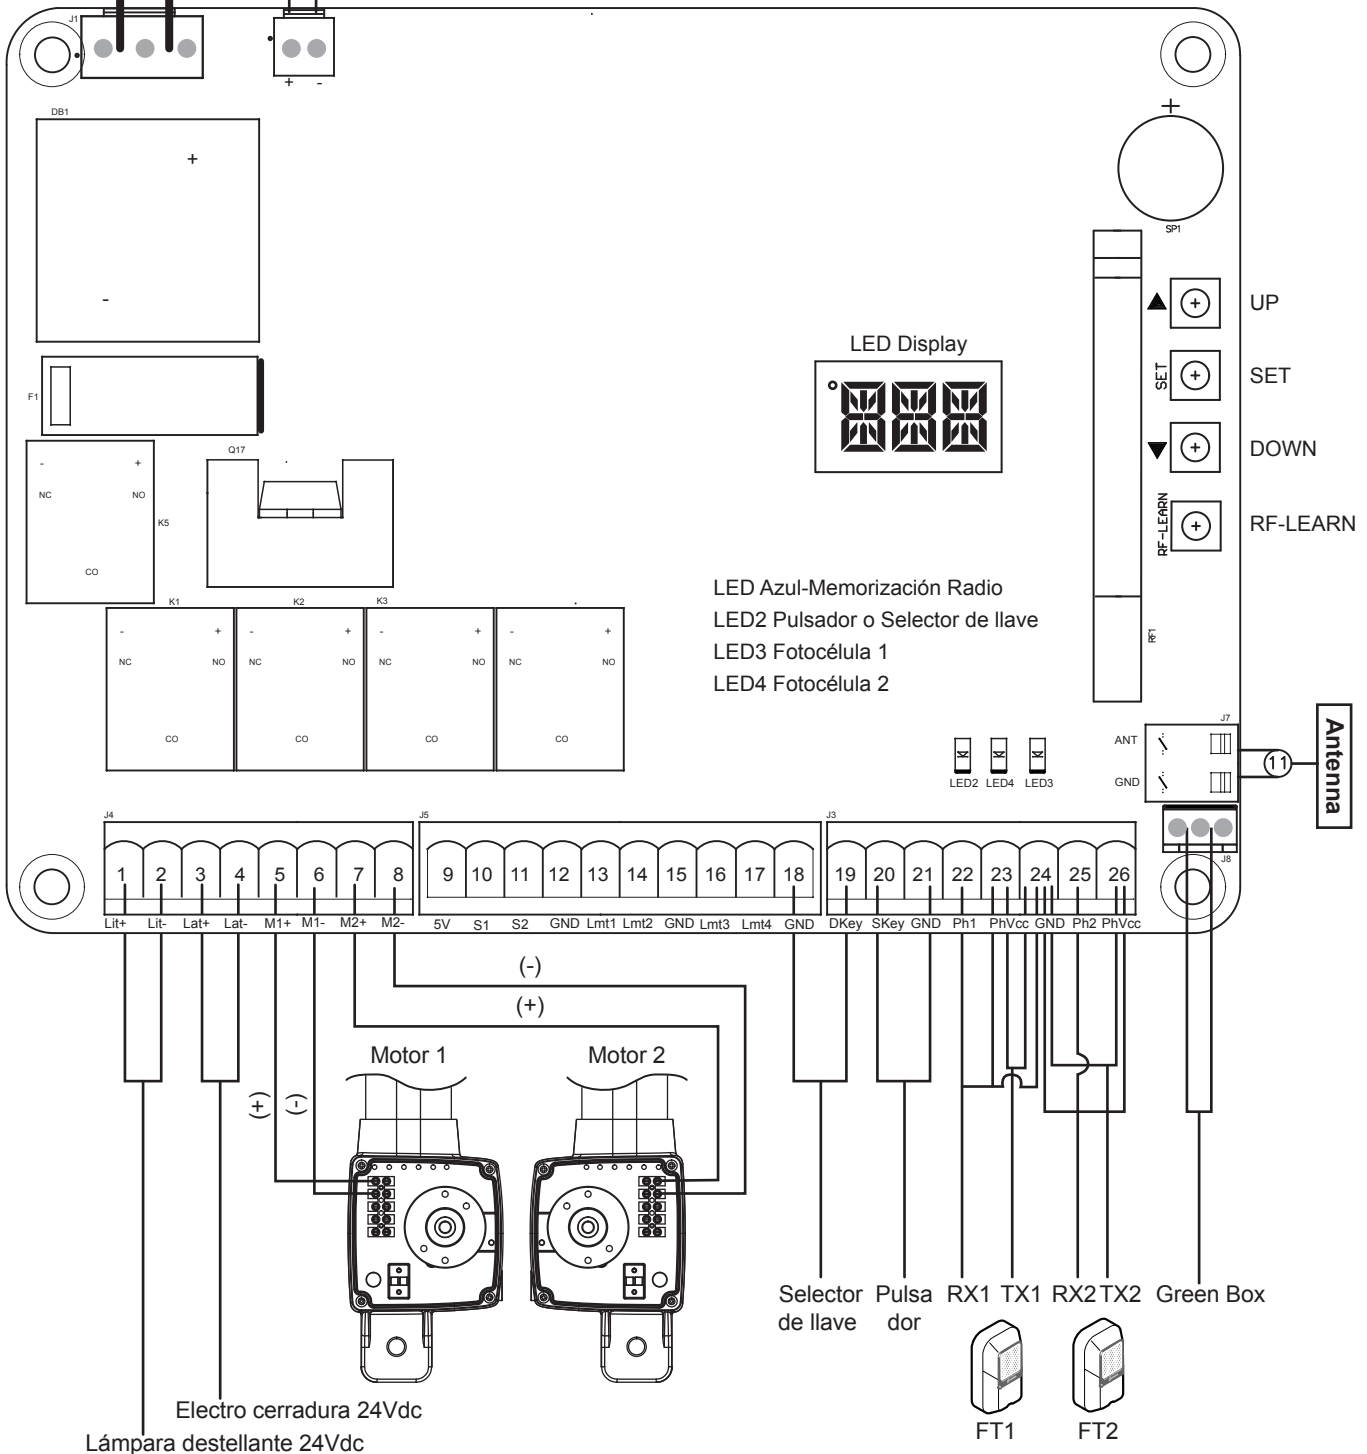 J1
+ -
DB1
+
-
+
SP1
UP
LED Display
SET
SET
F1
DOWN
Q17
- +
NC NO
K5
CO
RF-LEARN
RF-LEARN
LED Azul-Memorización Radio
LED2 Pulsador o Selector de llave
LED3 Fotocélula 1
LED4 Fotocélula 2
K1 K2 K3
- + - + - + - +
NC NO NC NO NC NO NC NO
CO CO CO CO
RF1
J7
ANT
GND
11
Antenna
LED2 LED4 LED3
J4 J5 J3
J8
1 2 3 4 5 6 7 8 9 10 11 12 13 14 15 16 17 18 19 20 21 22 23 24 25 26
Lit+ Lit- Lat+ Lat- M1+ M1- M2+ M2- 5V S1 S2 GND Lmt1 Lmt2 GND Lmt3 Lmt4 GND DKey SKey GND Ph1 PhVcc GND Ph2 PhVcc
(-)
(+)
Motor 1 Motor 2
(+) (-)
Selector de llave
Pulsa dor
RX1 TX1 RX2 TX2 Green Box
FT1 FT2
Electro cerradura 24Vdc
Lámpara destellante 24Vdc